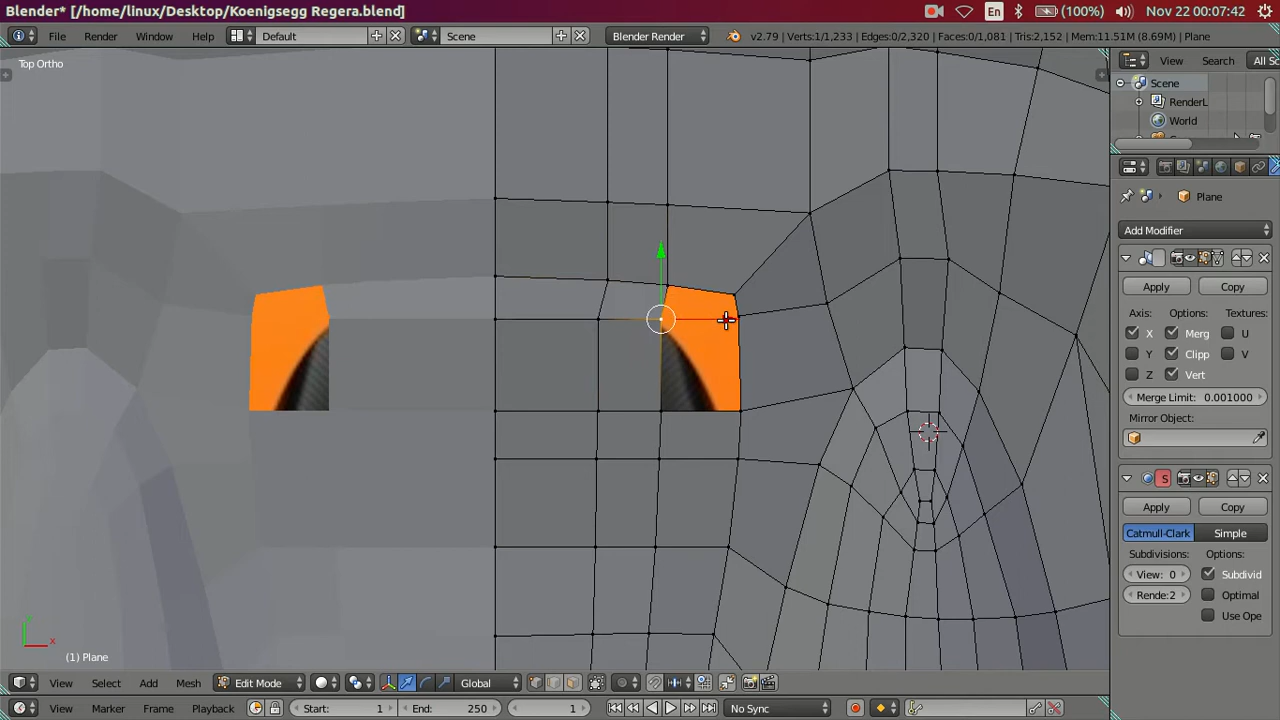 Blender* [/home/linux/Desktop/Koenigsegg Regera.blend]
En
(100%)
Nov 22 00:07:42
File Render Window Help
Default
Scene
Blender Render
v2.79 | Verts:1/1,233 | Edges:0/2,320 | Faces:0/1,081 | Tris:2,152 | Mem:11.51M (8.69M) | Plane
Top Ortho
View Search All Sc
Scene
RenderL
World
Plane
Add Modifier
Apply Copy
Axis: Options: Textures:
X Merg U
Y Clipp V
Z Vert
Merge Limit: 0.001000
Mirror Object:
S
Apply Copy
Catmull-Clark Simple
Subdivisions: Options:
View: 0 Subdivid
Rende:2 Optimal
Use Ope
x
(1) Plane
View Select Add Mesh Edit Mode Global
View Marker Frame Playback Start: 1 End: 250 1 No Sync